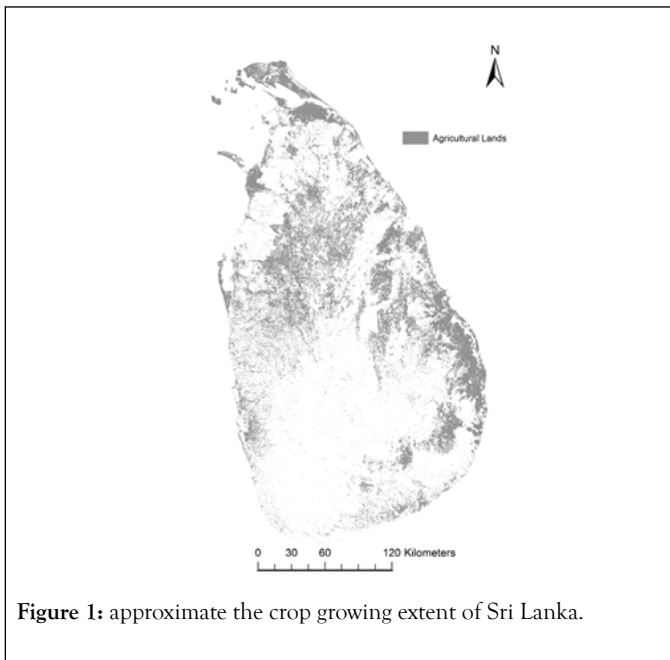 N
Agricultural Lands
0 30 60 120 Kilometers
Figure 1: approximate the crop growing extent of Sri Lanka.